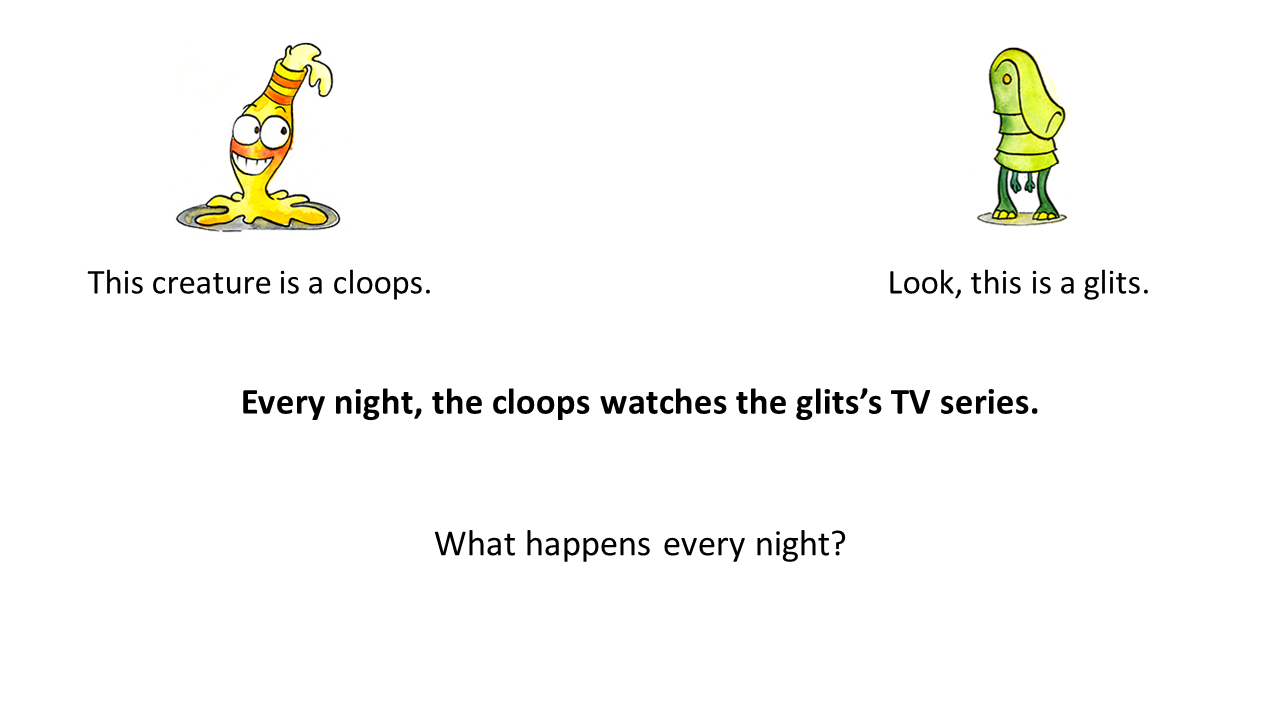 This creature is a cloops.
Look, this is a glits.
Every night, the cloops watches the glits’s TV series.
What happens every night?